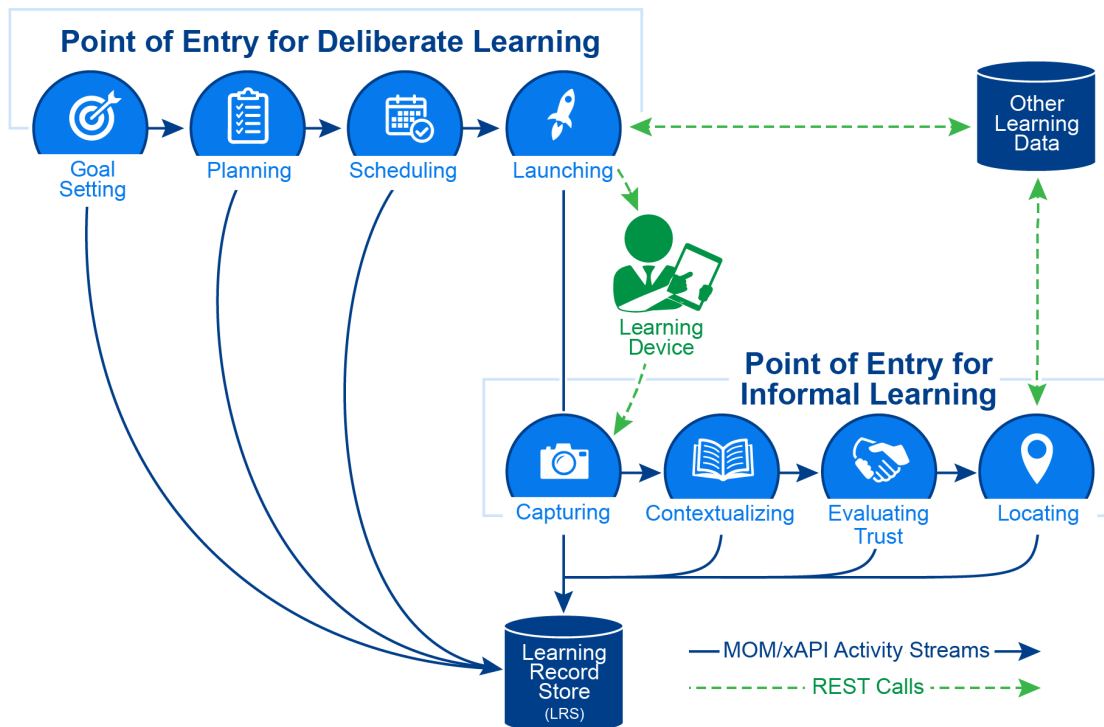 Point of Entry for Deliberate Learning
Goal
Setting
Planning
Scheduling
Launching
Other
Learning
Data
Learning
Device
Point of Entry for
Informal Learning
Capturing
Contextualizing
Evaluating
Trust
Locating
Learning
Record
Store
(LRS)
MOM/xAPI Activity Streams
REST Calls